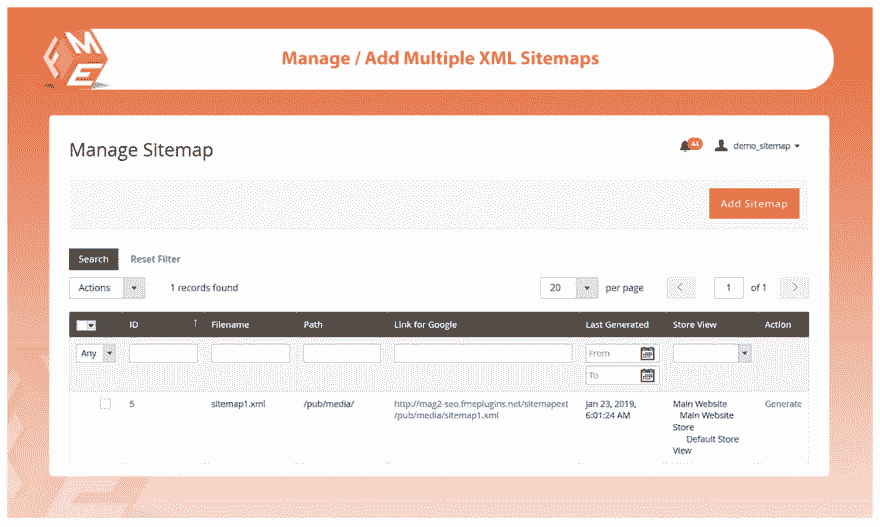 FME
Manage / Add Multiple XML Sitemaps
Manage Sitemap
44
demo_sitemap
Add Sitemap
Search Reset Filter
Actions 1 records found 20 per page 1 of 1
ID Filename Path Link for Google Last Generated Store View Action
Any From
To
5 sitemap1.xml /pub/media/ http://mag2-seo.fmeplugins.net/sitemapext Jan 23, 2019, Main Website Generate
/pub/media/sitemap1.xml 6:01:24 AM Main Website
Store
Default Store
View